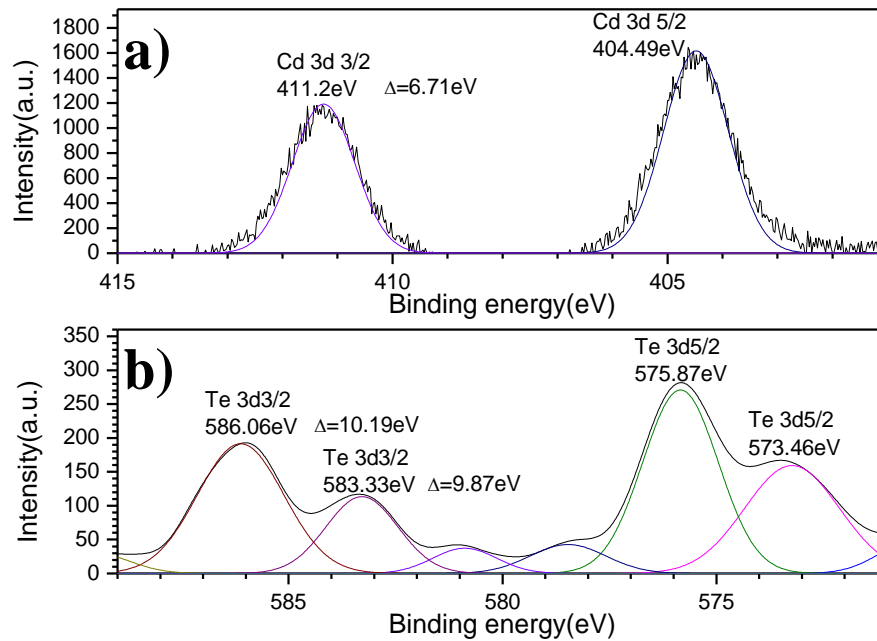 a)
Cd 3d 3/2
411.2eV
Δ=6.71eV
Cd 3d 5/2
404.49eV
Intensity(a.u.)
1800
1600
1400
1200
1000
800
600
400
200
0
415
410
405
Binding energy(eV)
b)
Te 3d3/2
586.06eV
Δ=10.19eV
Te 3d3/2
583.33eV
Δ=9.87eV
Te 3d5/2
575.87eV
Te 3d5/2
573.46eV
Intensity(a.u.)
350
300
250
200
150
100
50
0
585
580
575
Binding energy(eV)